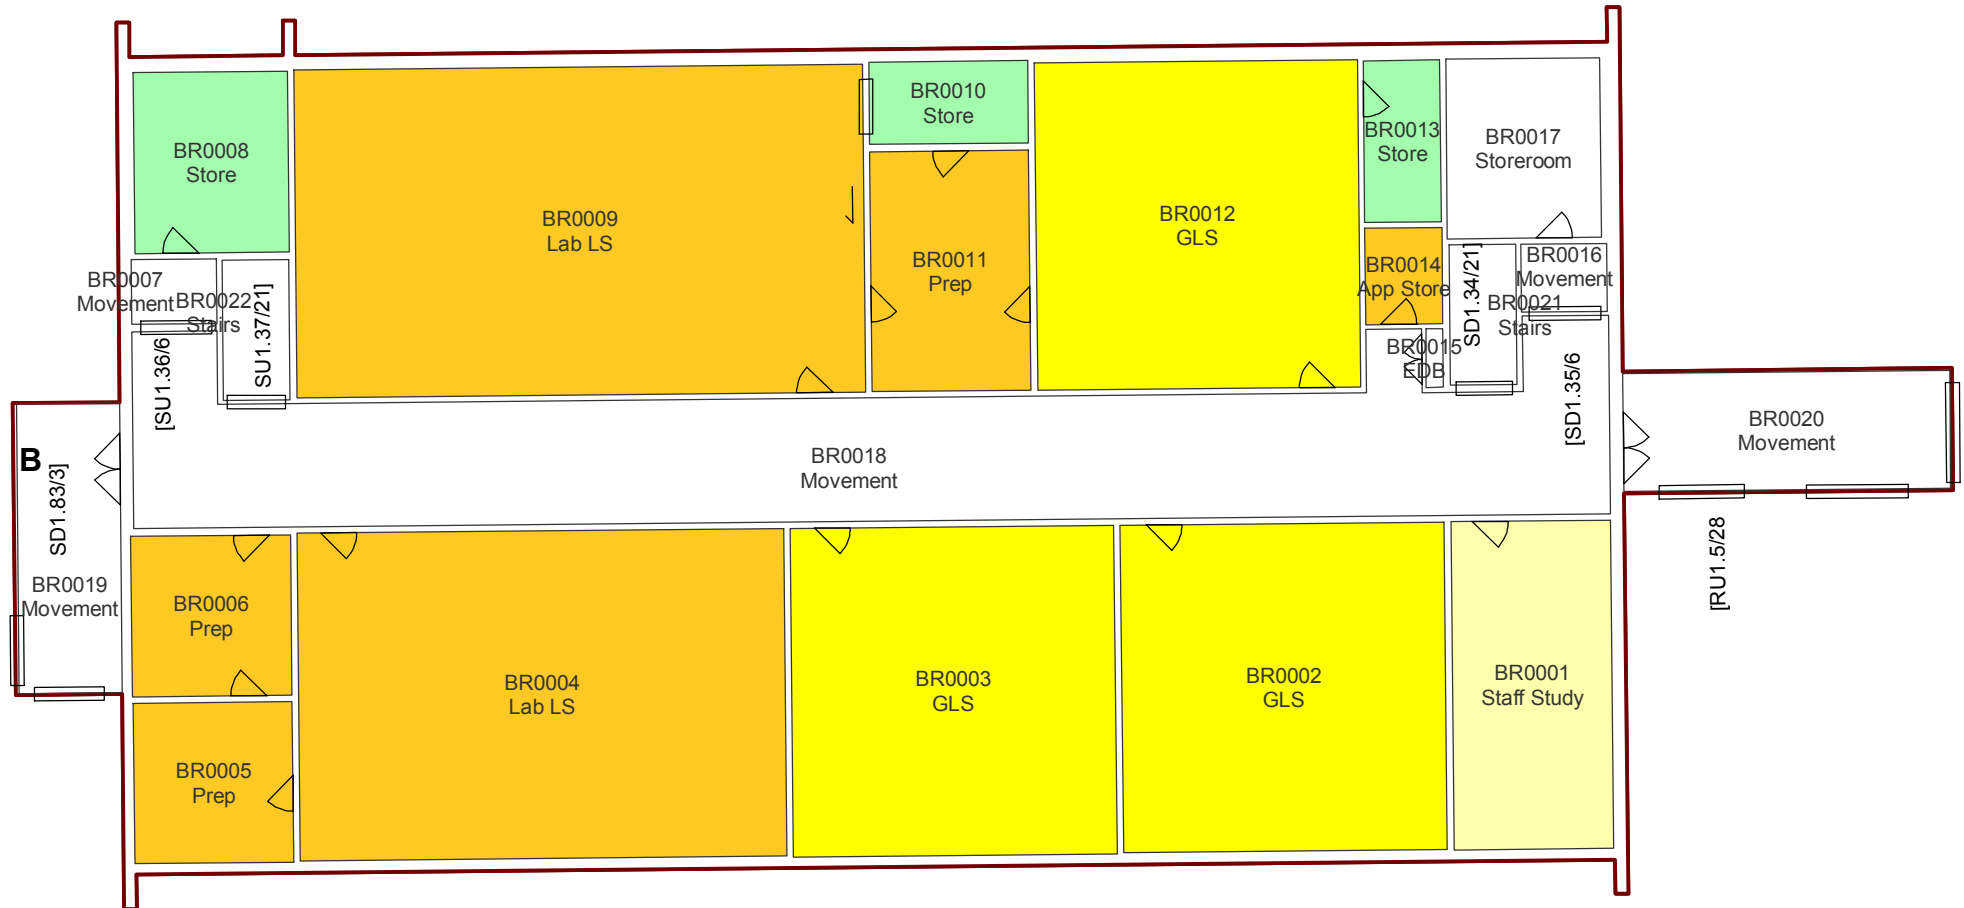 BR0008
Store
BR0009
Lab LS
BR0010
Store
BR0011
Prep
BR0012
GLS
BR0013
Store
BR0017
Storeroom
BR0014
App Store
BR0016
Movement
SD1.34/21]
BR0021
Stairs
BR0015
EDB
BR0007
Movement
BR0022
Stairs
SU1.37/21]
[SU1.36/6
[SD1.35/6
BR0018
Movement
BR0020
Movement
B
SD1.83/3]
BR0019
Movement
[RU1.5/28
BR0006
Prep
BR0005
Prep
BR0004
Lab LS
BR0003
GLS
BR0002
GLS
BR0001
Staff Study